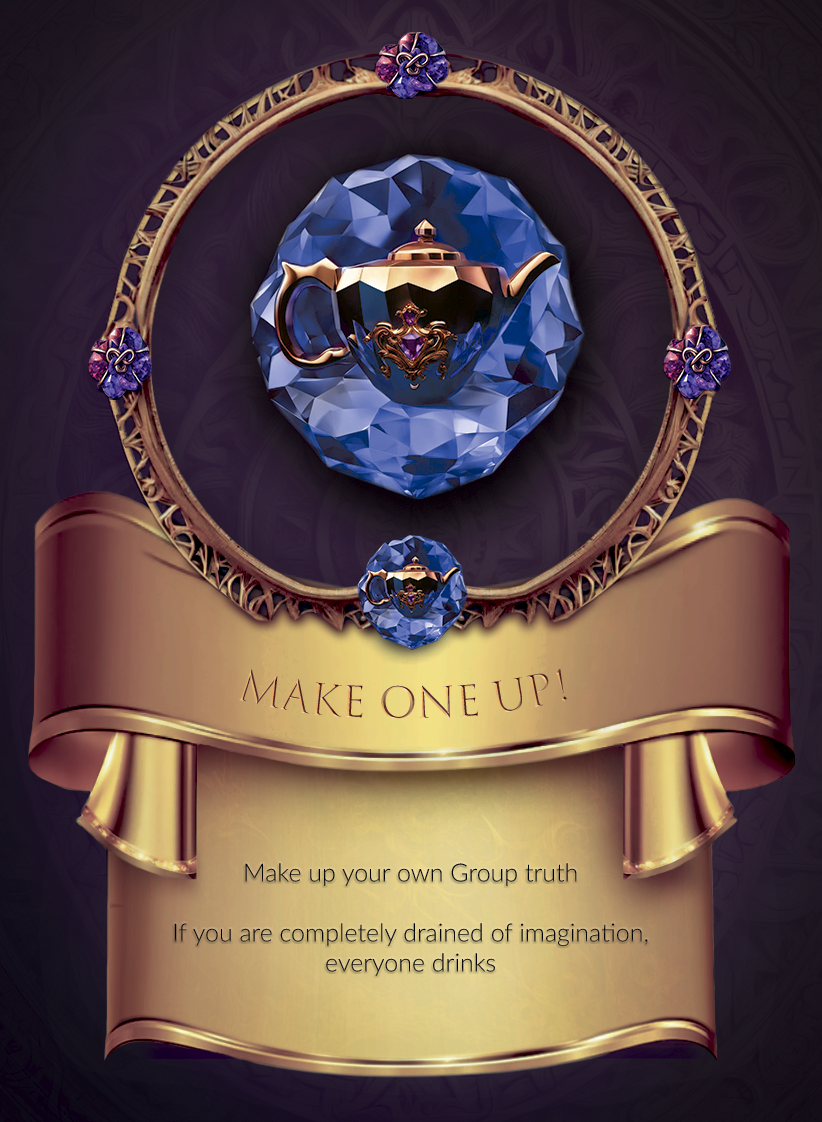 MAKE ONE UP!
Make up your own Group truth
If you are completely drained of imagination,
everyone drinks